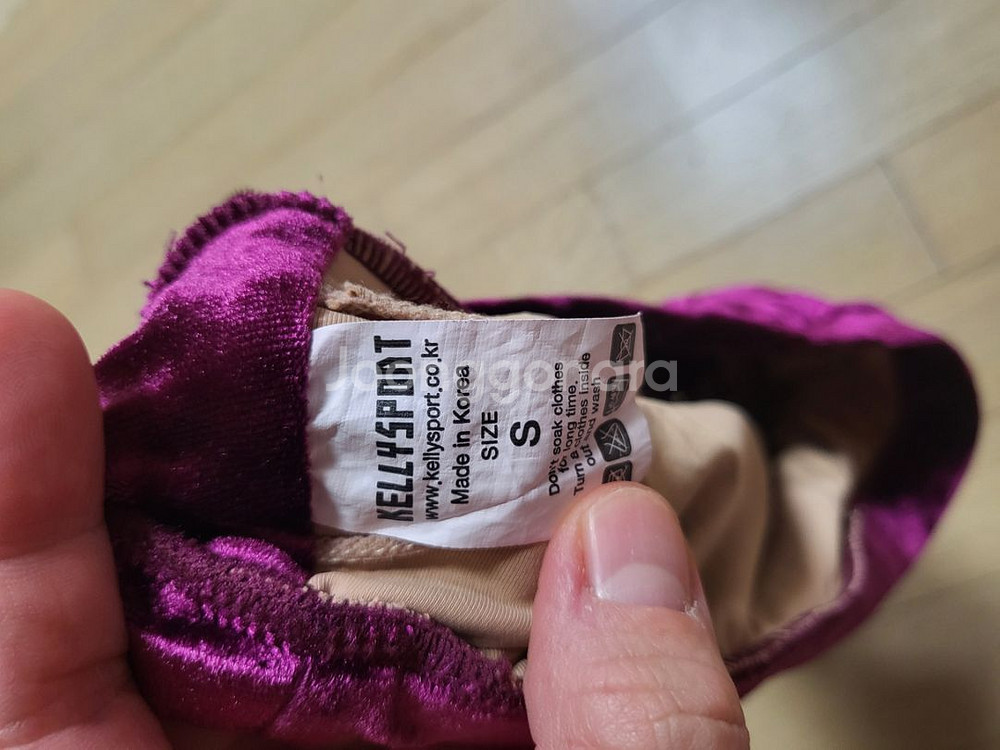 KELLYSPORT
www.kellysport.co.kr
Made in Korea
SIZE
S
Don't soak clothes
for long time.
Turn a clothes inside
out and wash
Joonggonara